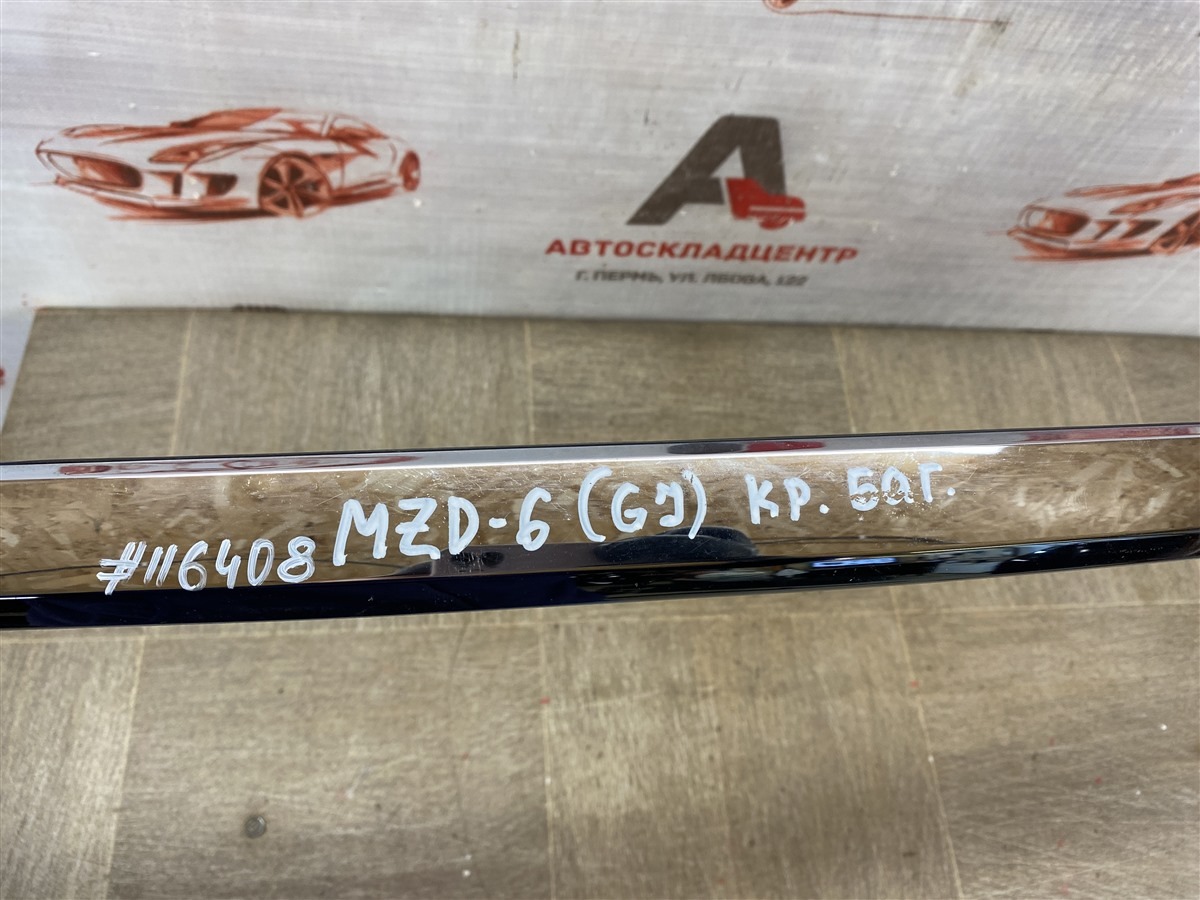 АВТОСКЛАДЦЕНТР
Г. ПЕРМЬ, УЛ. ЛЬВОВА, 122
#116408 MZD-6 (GJ) КР. БАГ.